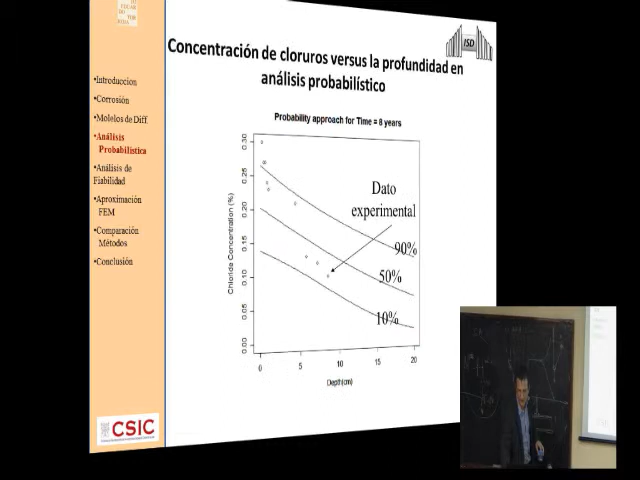 Concentración de cloruros versus la profundidad en
análisis probabilístico
ISD
•Introduccion
•Corrosión
•Molelos de Diff.
•Análisis
Probabilística
•Análisis de
Fiabilidad
•Aproximación
FEM
•Comparación
Métodos
•Conclusión
CSIC
Probability approach for Time = 8 years
Chloride Concentration (%)
0.30
0.25
0.20
0.15
0.10
0.05
0.00
Dato
experimental
90%
50%
10%
0
5
10
15
20
Depth(cm)